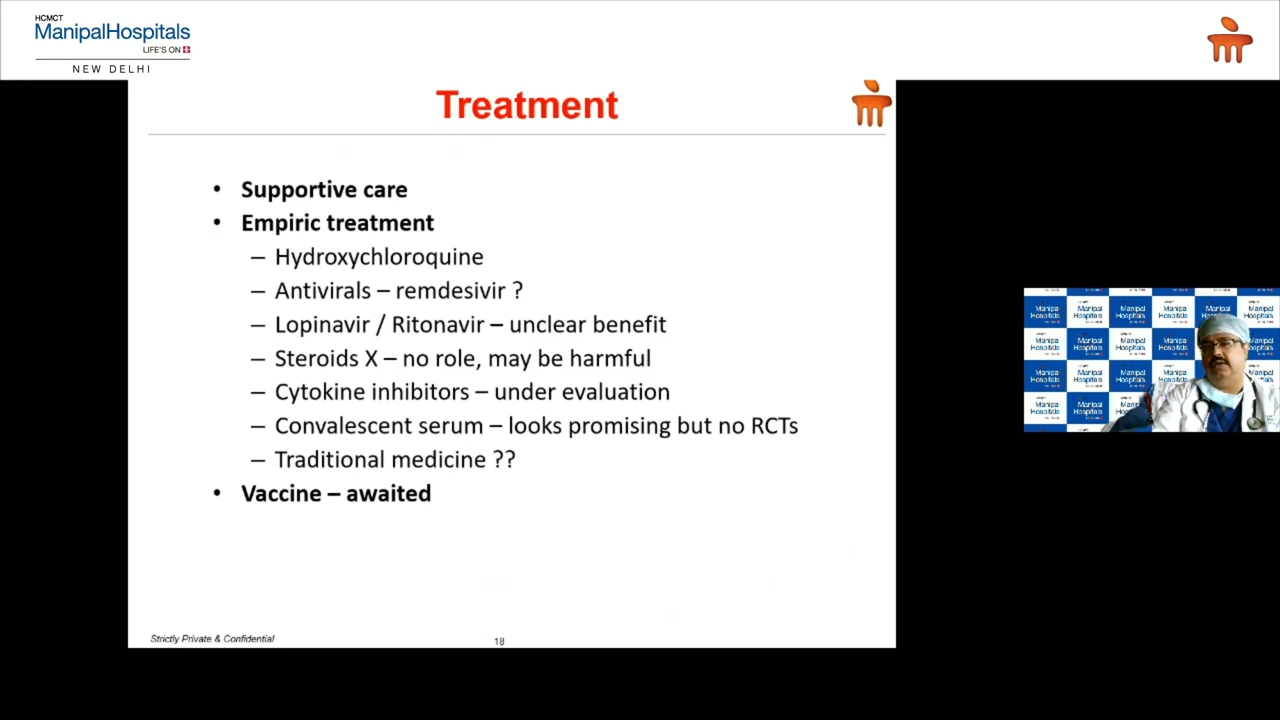 HCMCT
ManipalHospitals
LIFE'S ON
NEW DELHI
Treatment
• Supportive care
• Empiric treatment
– Hydroxychloroquine
– Antivirals – remdesivir ?
– Lopinavir / Ritonavir – unclear benefit
– Steroids X – no role, may be harmful
– Cytokine inhibitors – under evaluation
– Convalescent serum – looks promising but no RCTs
– Traditional medicine ??
• Vaccine – awaited
Strictly Private & Confidential
18
Manipal
Hospitals